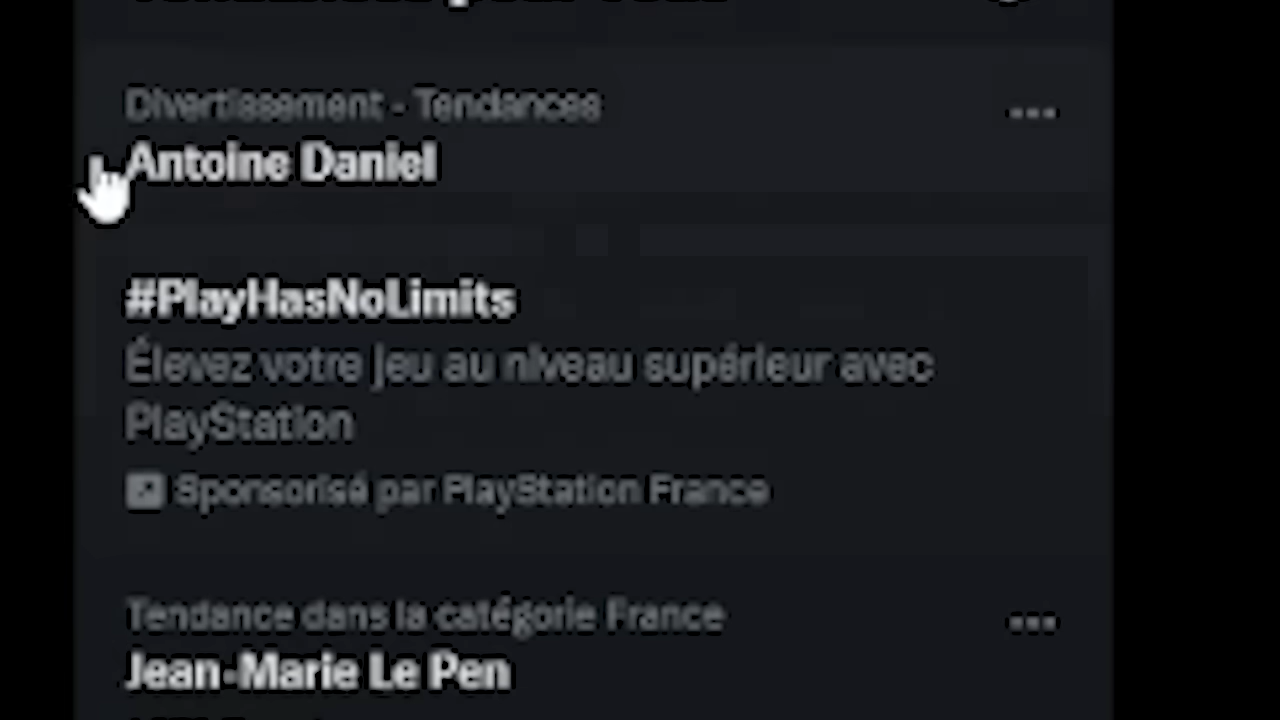 Divertissement - Tendances
Antoine Daniel
#PlayHasNoLimits
Élevez votre jeu au niveau supérieur avec
PlayStation
Sponsorisé par PlayStation France
Tendance dans la catégorie France
Jean-Marie Le Pen